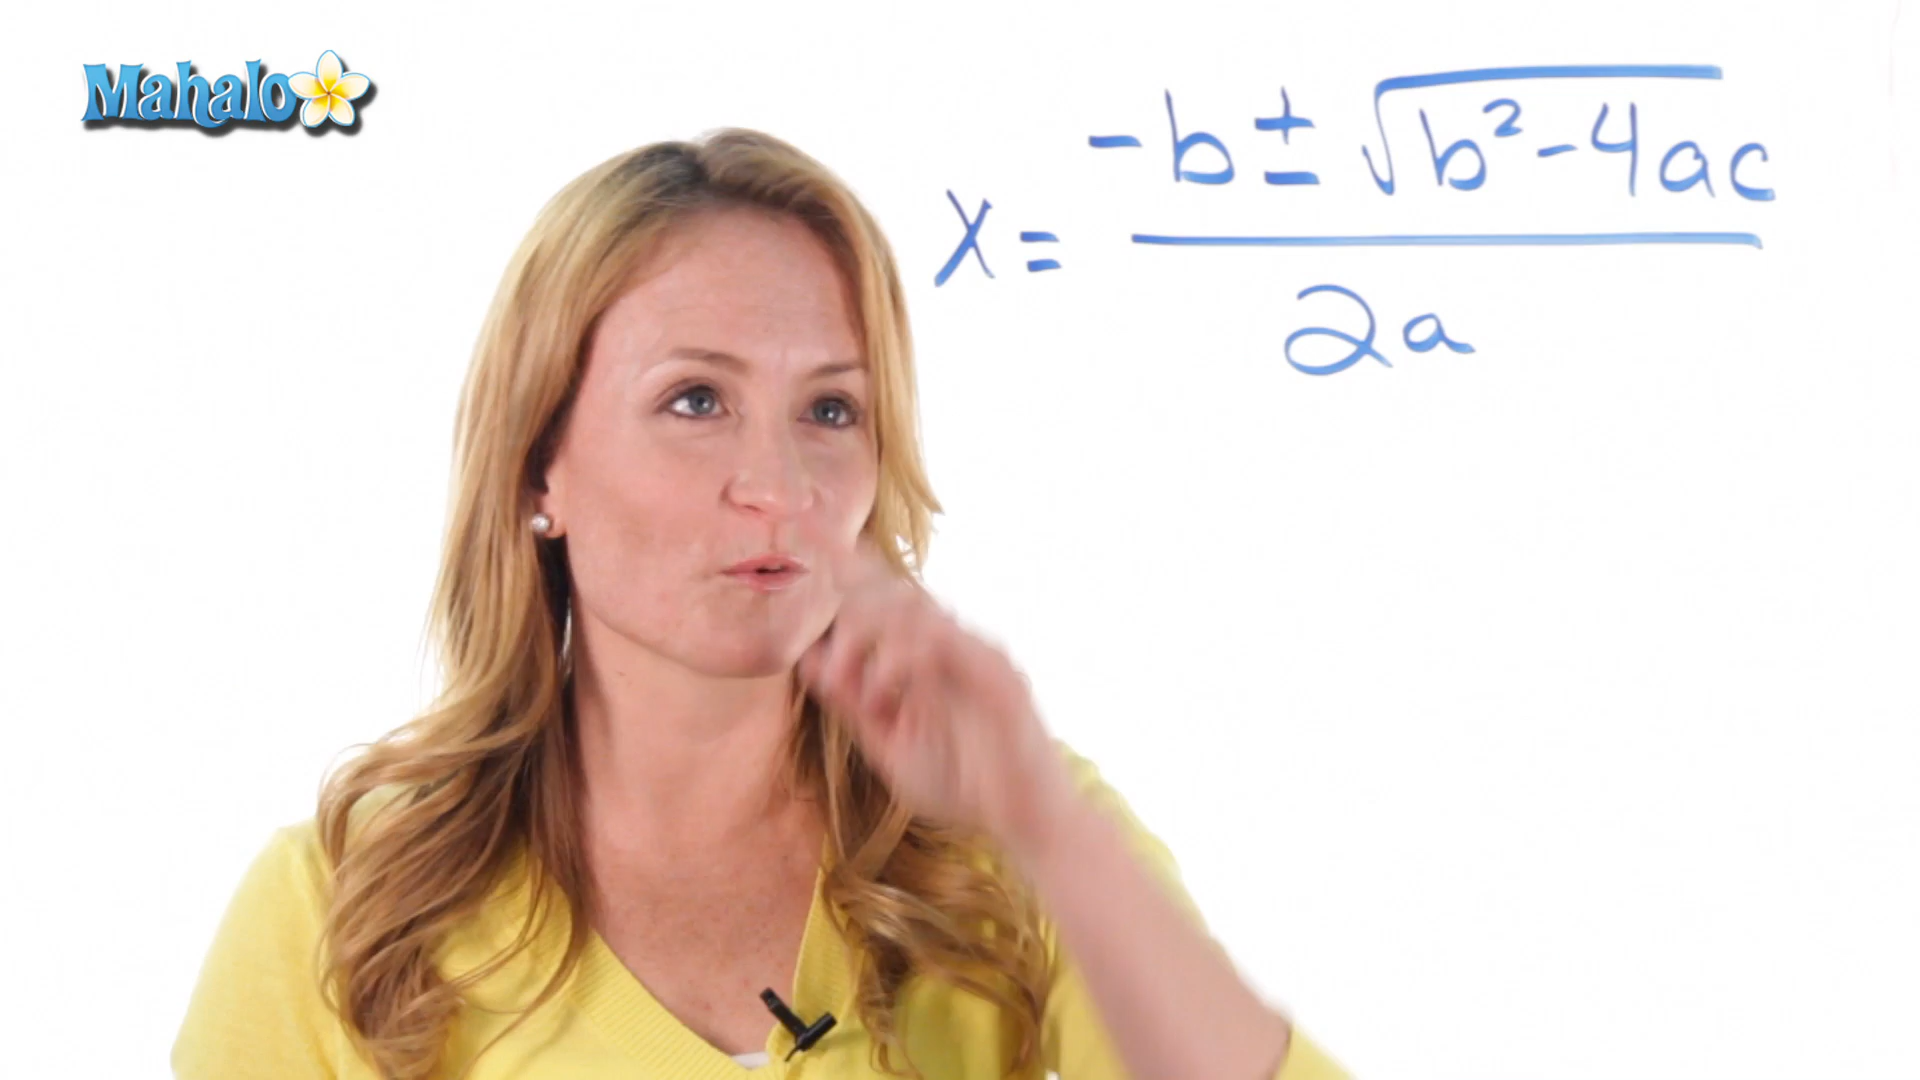 Mahalo
-b ± √b² - 4ac
x =
2a